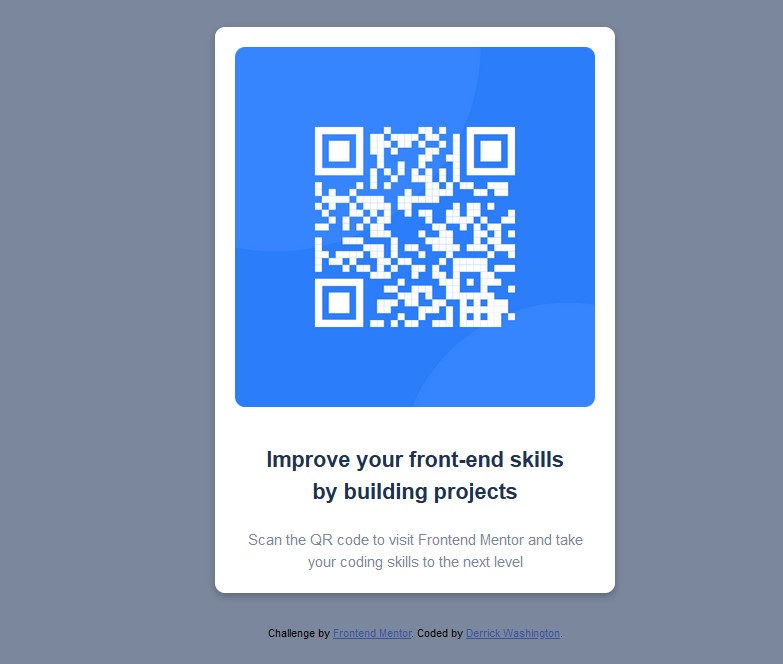 Improve your front-end skills
by building projects
Scan the QR code to visit Frontend Mentor and take
your coding skills to the next level
Challenge by Frontend Mentor. Coded by Derrick Washington.